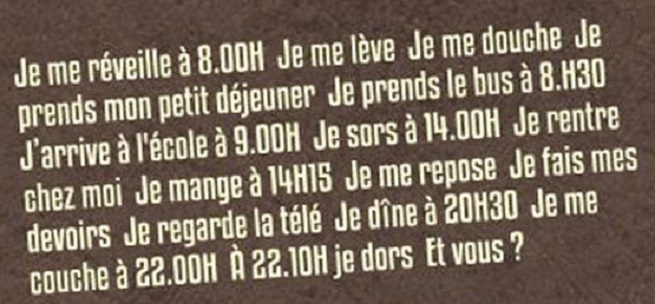 Je me réveille à 8.00H Je me lève Je me douche Je
prends mon petit déjeuner Je prends le bus à 8.H30
J'arrive à l'école à 9.00H Je sors à 14.00H Je rentre
chez moi Je mange à 14H15 Je me repose Je fais mes
devoirs Je regarde la télé Je dîne à 20H30 Je me
couche à 22.00H À 22.10H je dors Et vous ?